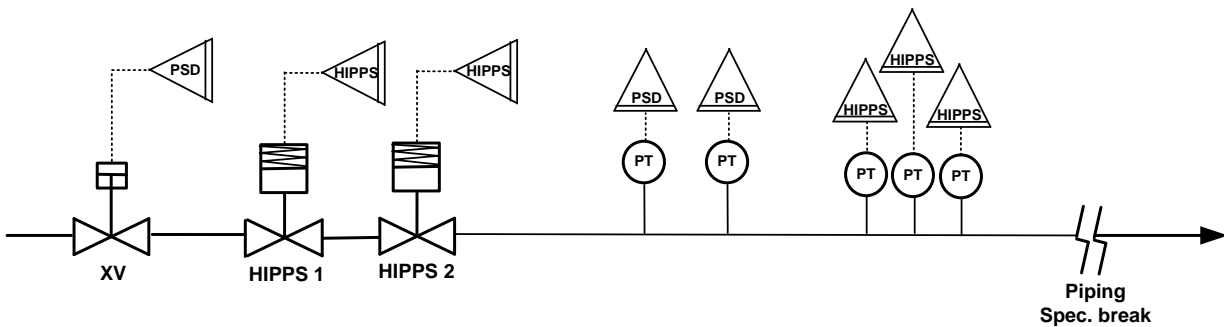 PSD
HIPPS
HIPPS
PSD
PSD
HIPPS
HIPPS
HIPPS
PT
PT
PT
PT
PT
XV
HIPPS 1
HIPPS 2
Piping
Spec. break